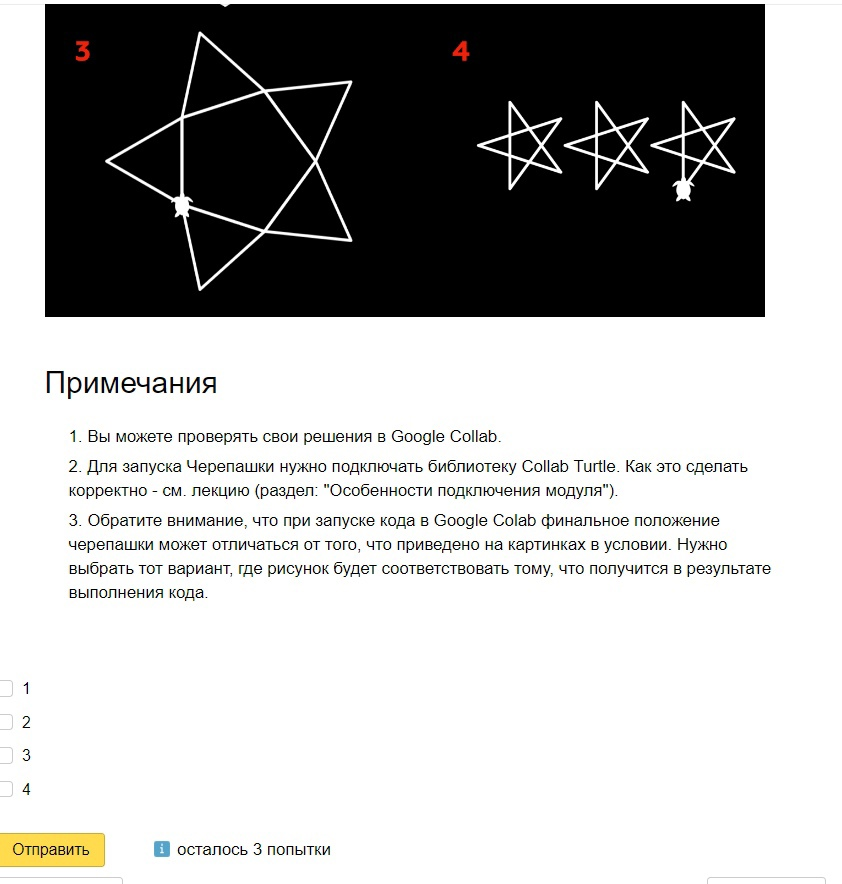 3
4
Примечания
1. Вы можете проверять свои решения в Google Collab.
2. Для запуска Черепашки нужно подключать библиотеку Collab Turtle. Как это сделать
корректно - см. лекцию (раздел: "Особенности подключения модуля").
3. Обратите внимание, что при запуске кода в Google Colab финальное положение
черепашки может отличаться от того, что приведено на картинках в условии. Нужно
выбрать тот вариант, где рисунок будет соответствовать тому, что получится в результате
выполнения кода.
1
2
3
4
Отправить
i осталось 3 попытки